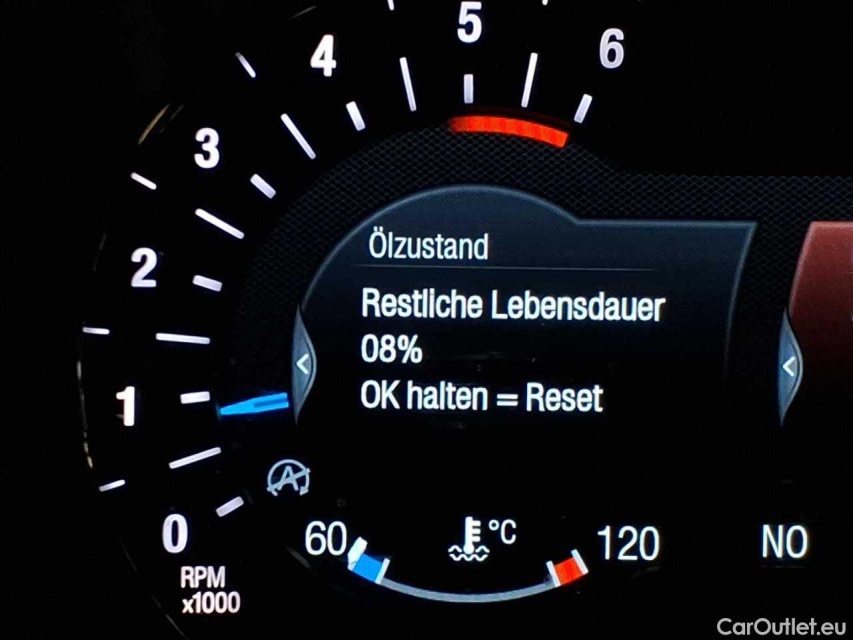 5
4
6
3
Ölzustand
2
Restliche Lebensdauer
08%
OK halten = Reset
1
A
0
60
°C
120
NO
RPM
x1000
CarOutlet.eu